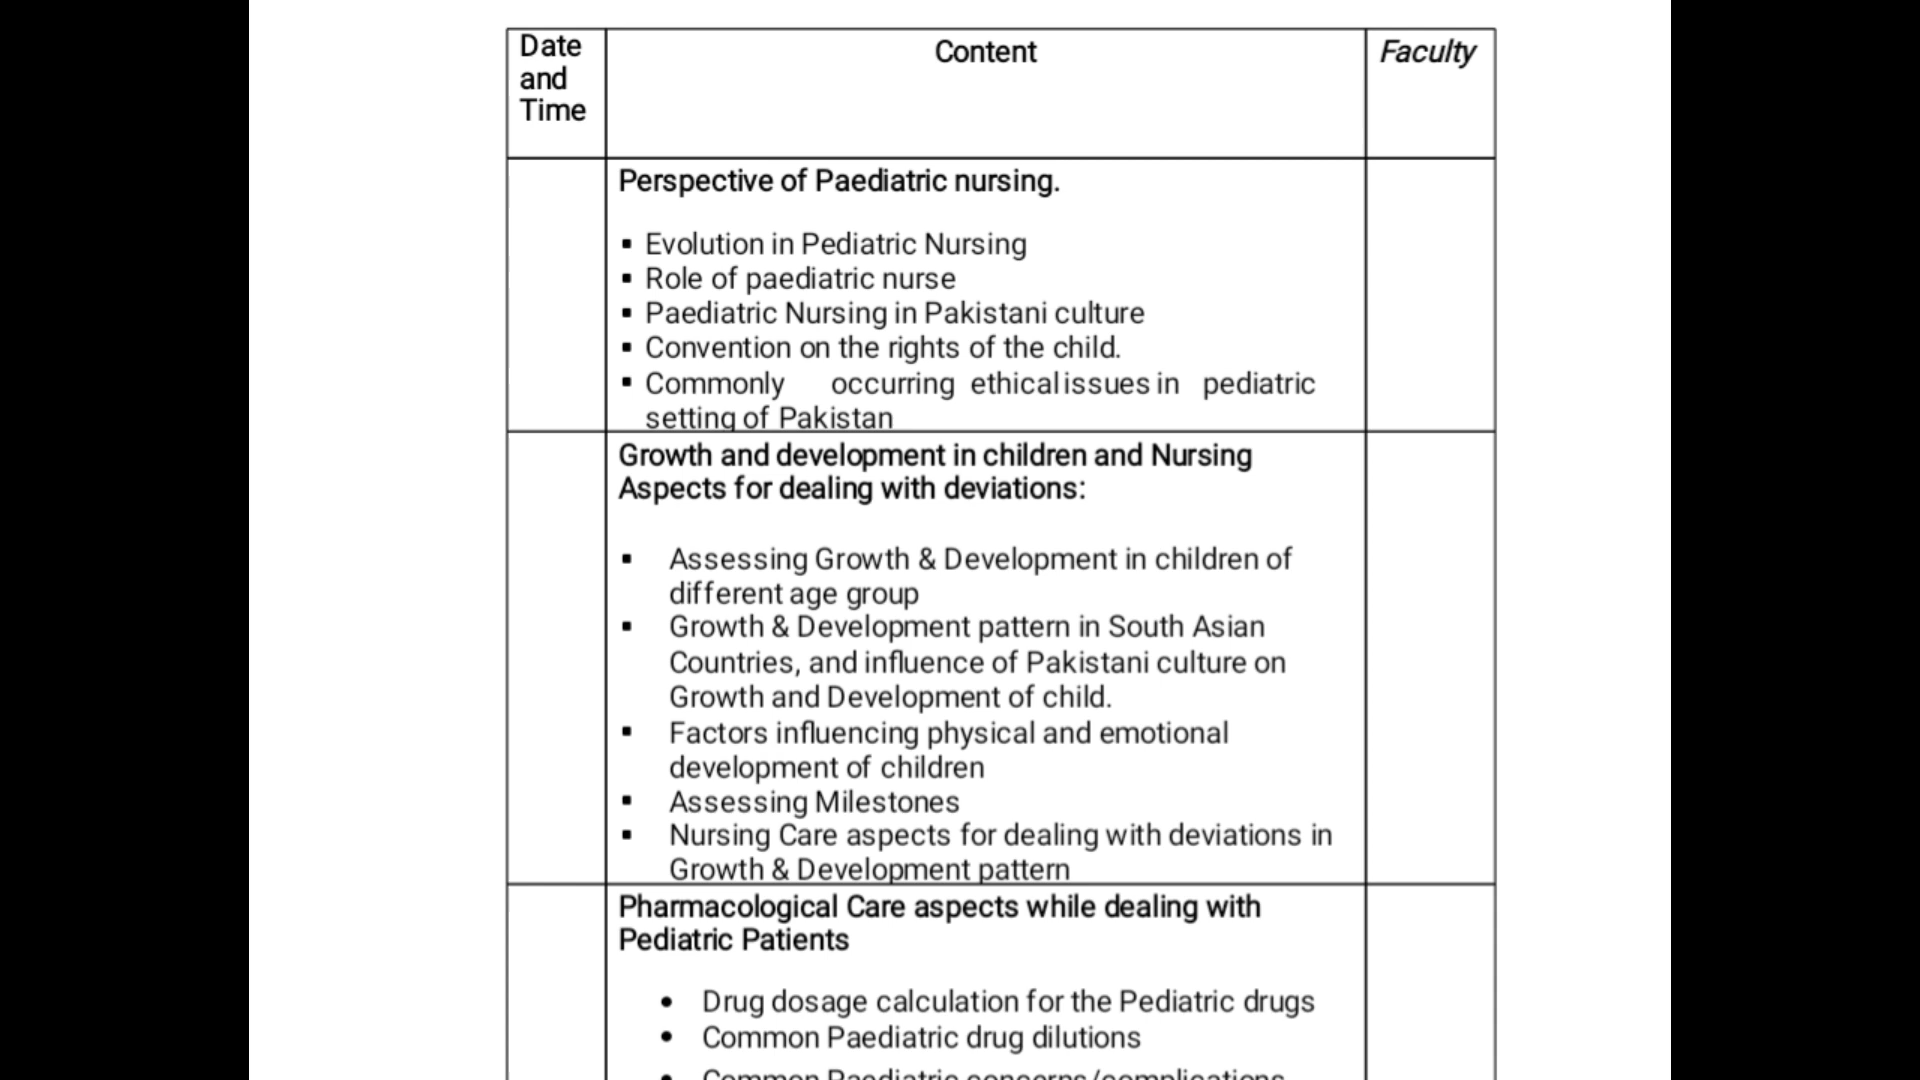 Date
and
Time
Content
Faculty
Perspective of Paediatric nursing.
▪ Evolution in Pediatric Nursing
▪ Role of paediatric nurse
▪ Paediatric Nursing in Pakistani culture
▪ Convention on the rights of the child.
▪ Commonly occurring ethical issues in pediatric
setting of Pakistan
Growth and development in children and Nursing
Aspects for dealing with deviations:
▪ Assessing Growth & Development in children of
different age group
▪ Growth & Development pattern in South Asian
Countries, and influence of Pakistani culture on
Growth and Development of child.
▪ Factors influencing physical and emotional
development of children
▪ Assessing Milestones
▪ Nursing Care aspects for dealing with deviations in
Growth & Development pattern
Pharmacological Care aspects while dealing with
Pediatric Patients
• Drug dosage calculation for the Pediatric drugs
• Common Paediatric drug dilutions
• Common Paediatric concerns/complications